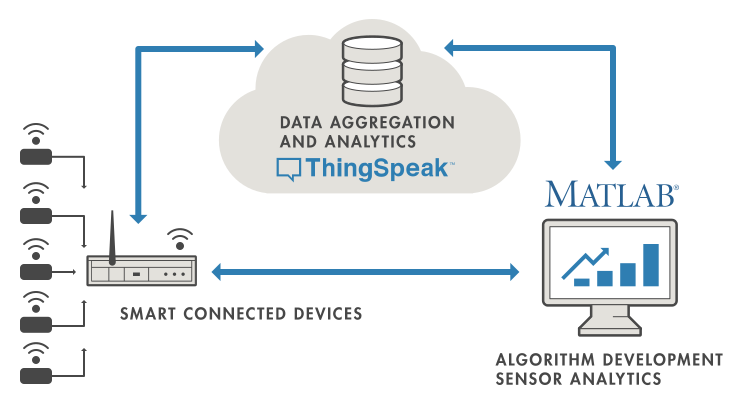 DATA AGGREGATION
AND ANALYTICS
ThingSpeak™
MATLAB®
SMART CONNECTED DEVICES
ALGORITHM DEVELOPMENT
SENSOR ANALYTICS